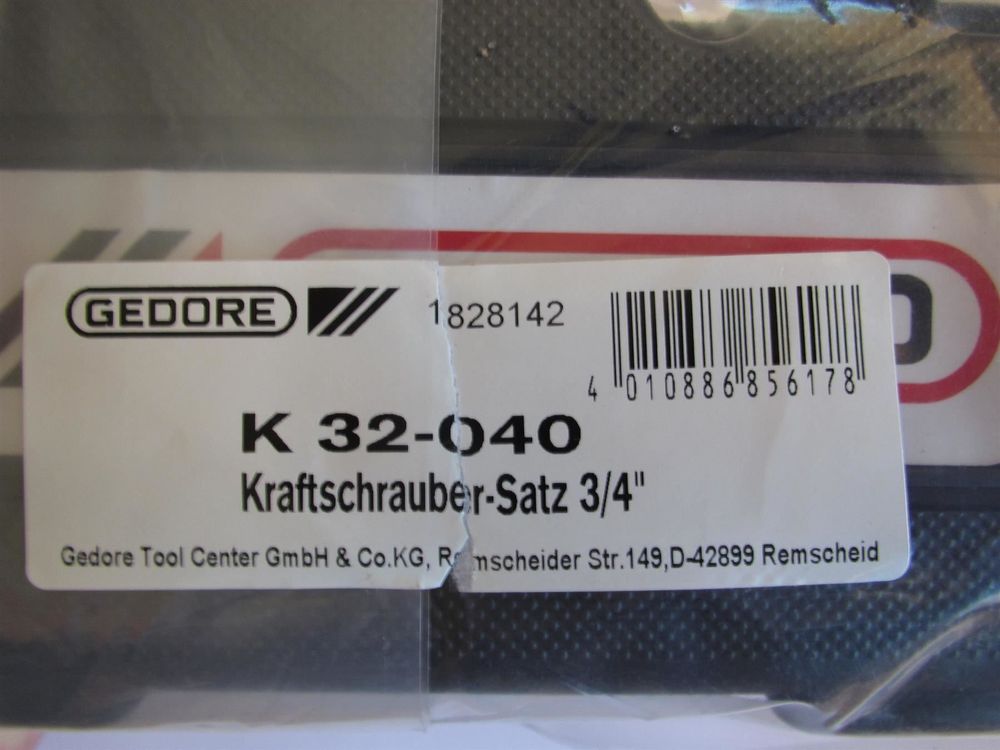 GEDORE
1828142
4 010886 856178
K 32-040
Kraftschrauber-Satz 3/4"
Gedore Tool Center GmbH & Co.KG, Remscheider Str.149,D-42899 Remscheid